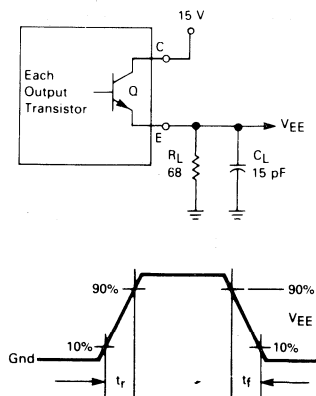 15 V
C
Each
Output
Transistor
Q
E
VEE
RL
68
CL
15 pF
90%
90%
VEE
10%
10%
Gnd
tr
tf